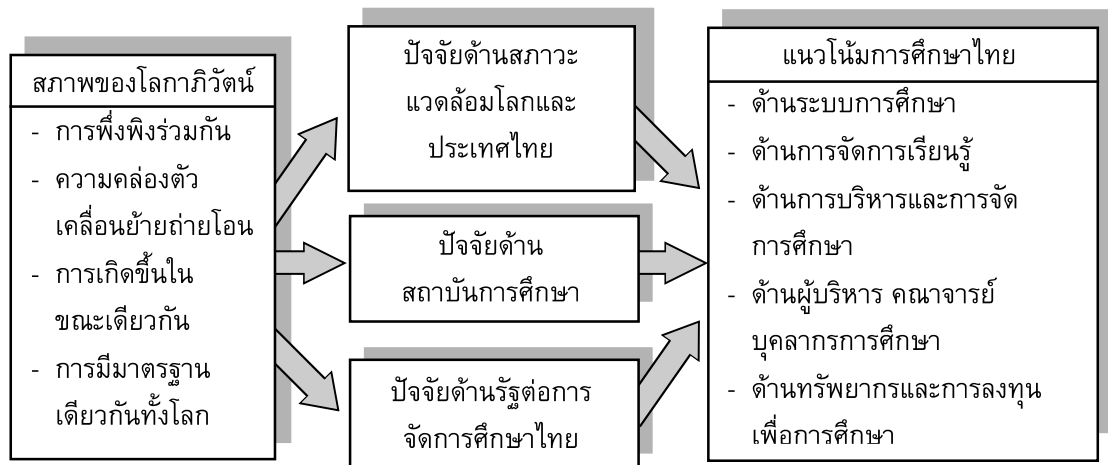 สภาพของโลกาภิวัตน์
- การพึ่งพิงร่วมกัน
- ความคล่องตัว
เคลื่อนย้ายถ่ายโอน
- การเกิดขึ้นใน
ขณะเดียวกัน
- การมีมาตรฐาน
เดียวกันทั้งโลก
ปัจจัยด้านสภาวะ
แวดล้อมโลกและ
ประเทศไทย
ปัจจัยด้าน
สถาบันการศึกษา
ปัจจัยด้านรัฐต่อการ
จัดการศึกษาไทย
แนวโน้มการศึกษาไทย
- ด้านระบบการศึกษา
- ด้านการจัดการเรียนรู้
- ด้านการบริหารและการจัด
การศึกษา
- ด้านผู้บริหาร คณาจารย์
บุคลากรการศึกษา
- ด้านทรัพยากรและการลงทุน
เพื่อการศึกษา